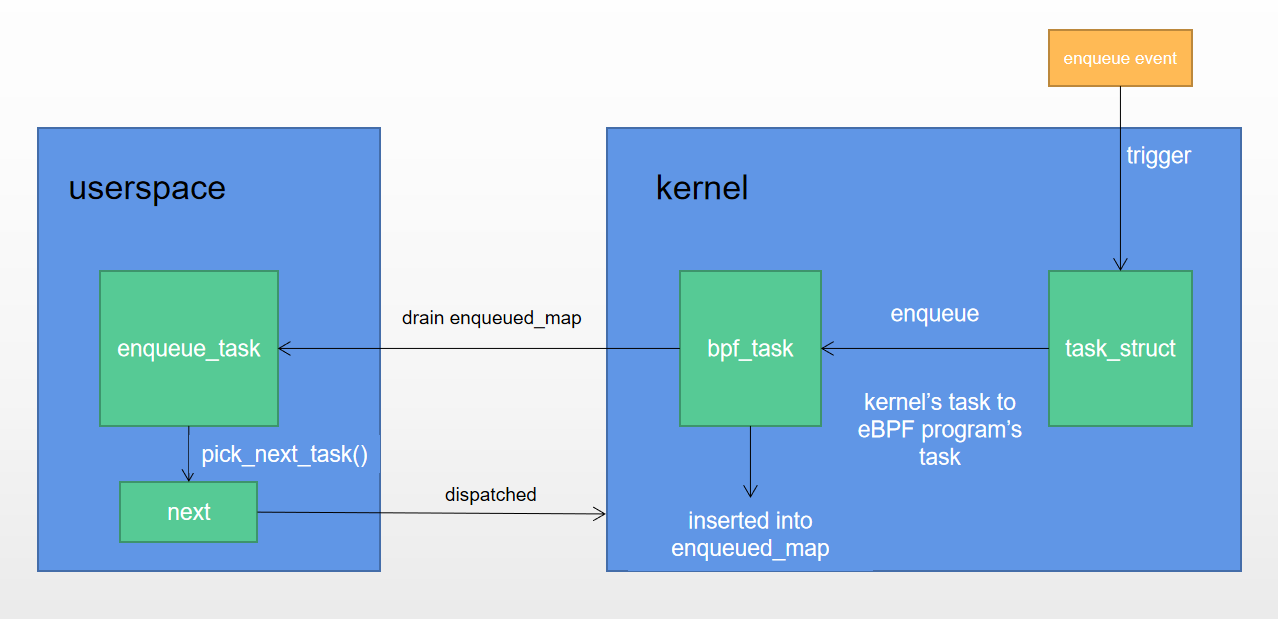 enqueue event
trigger
userspace
kernel
drain enqueued_map
enqueue
enqueue_task
bpf_task
task_struct
kernel’s task to
eBPF program’s
task
pick_next_task()
dispatched
next
inserted into
enqueued_map